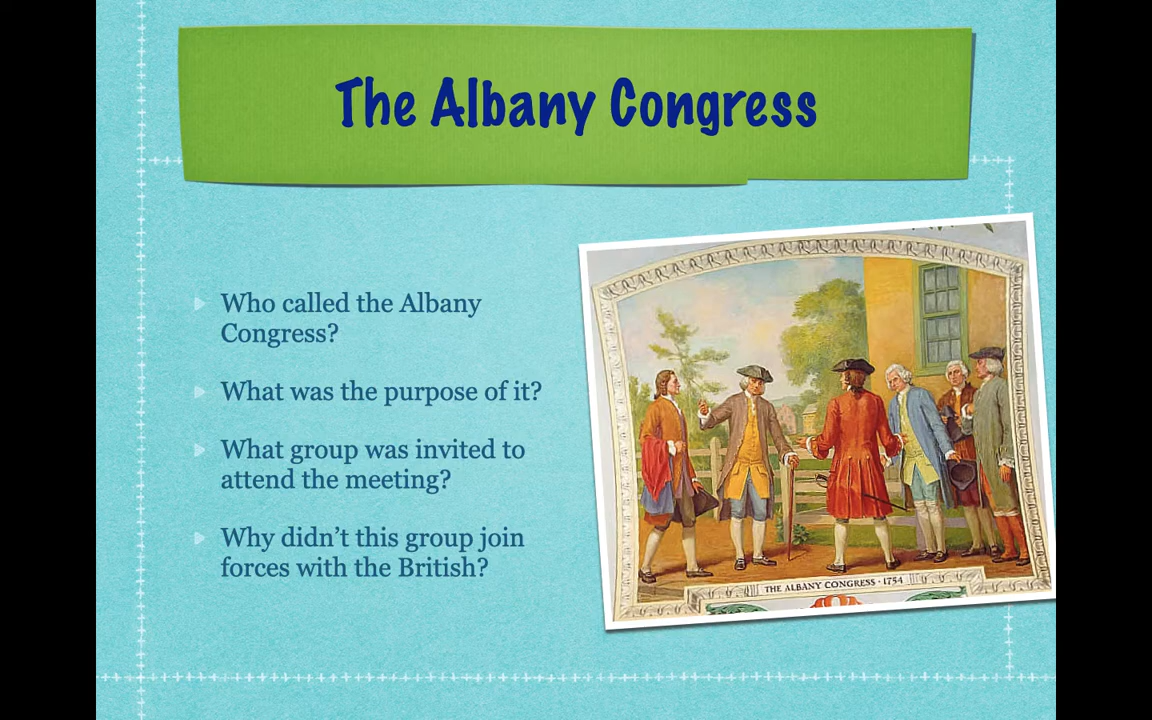 The Albany Congress
Who called the Albany
Congress?
What was the purpose of it?
What group was invited to
attend the meeting?
Why didn't this group join
forces with the British?
THE ALBANY CONGRESS · 1754